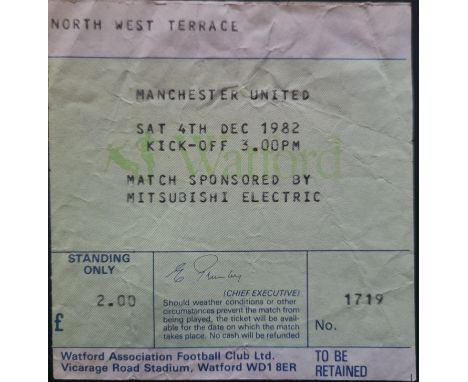 NORTH WEST TERRACE
MANCHESTER UNITED
SAT 4TH DEC 1982
KICK-OFF 3.00PM
Watford
MATCH SPONSORED BY
MITSUBISHI ELECTRIC
STANDING
ONLY
2.00
£
(CHIEF EXECUTIVE)
Should weather conditions or other
circumstances prevent the match from
being played, the ticket will be avail-
able for the date on which the match
takes place. No cash will be refunded
1719
No.
Watford Association Football Club Ltd.
Vicarage Road Stadium, Watford WD1 8ER
TO BE
RETAINED